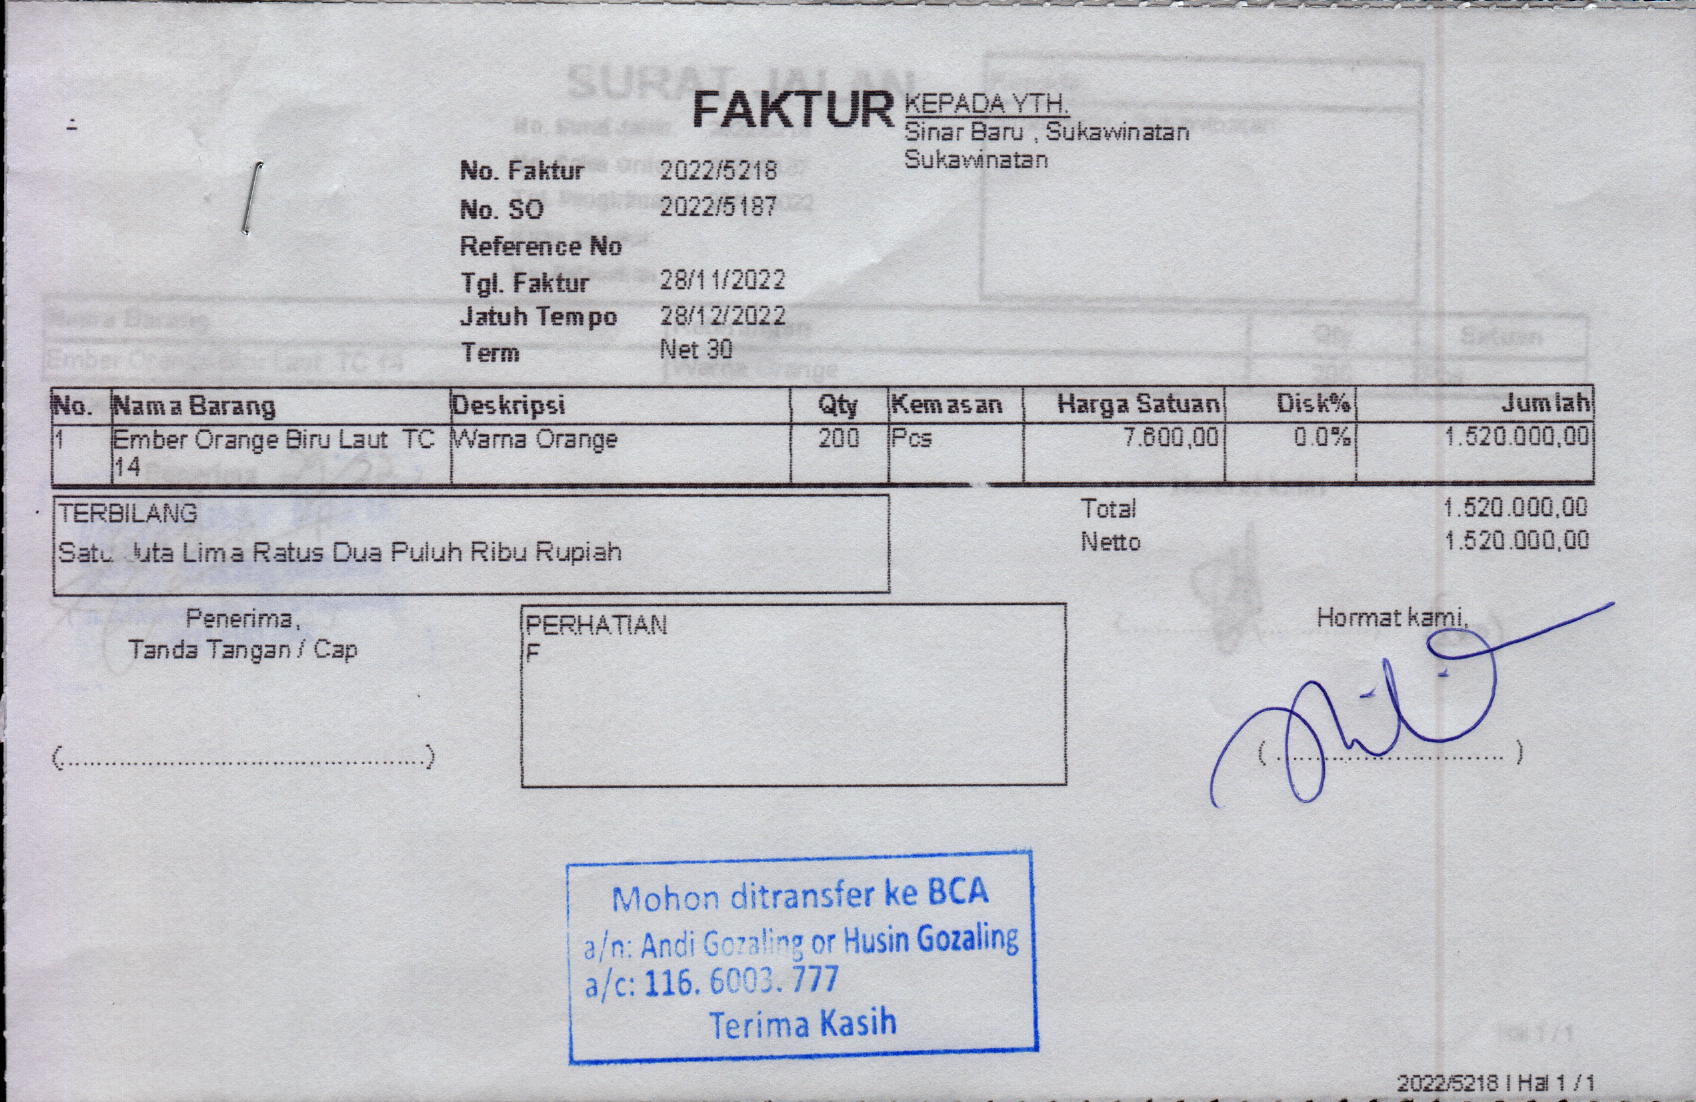 FAKTUR
KEPADA YTH.
Sinar Baru , Sukawinatan
Sukawinatan
No. Faktur 2022/5218
No. SO 2022/5187
Reference No
Tgl. Faktur 28/11/2022
Jatuh Tempo 28/12/2022
Term Net 30
No. Nama Barang Deskripsi Qty Kemasan Harga Satuan Disk% Jumlah
1 Ember Orange Biru Laut TC Warna Orange 200 Pcs 7.600,00 0.0% 1.520.000,00
14
TERBILANG
Satu Juta Lima Ratus Dua Puluh Ribu Rupiah
Total 1.520.000,00
Netto 1.520.000,00
Penerima,
Tanda Tangan / Cap
(..............................................)
PERHATIAN
F
Hormat kami,
(..............................)
Mohon ditransfer ke BCA
a/n: Andi Gozaling or Husin Gozaling
a/c: 116. 6003. 777
Terima Kasih
2022/5218 | Hal 1 / 1